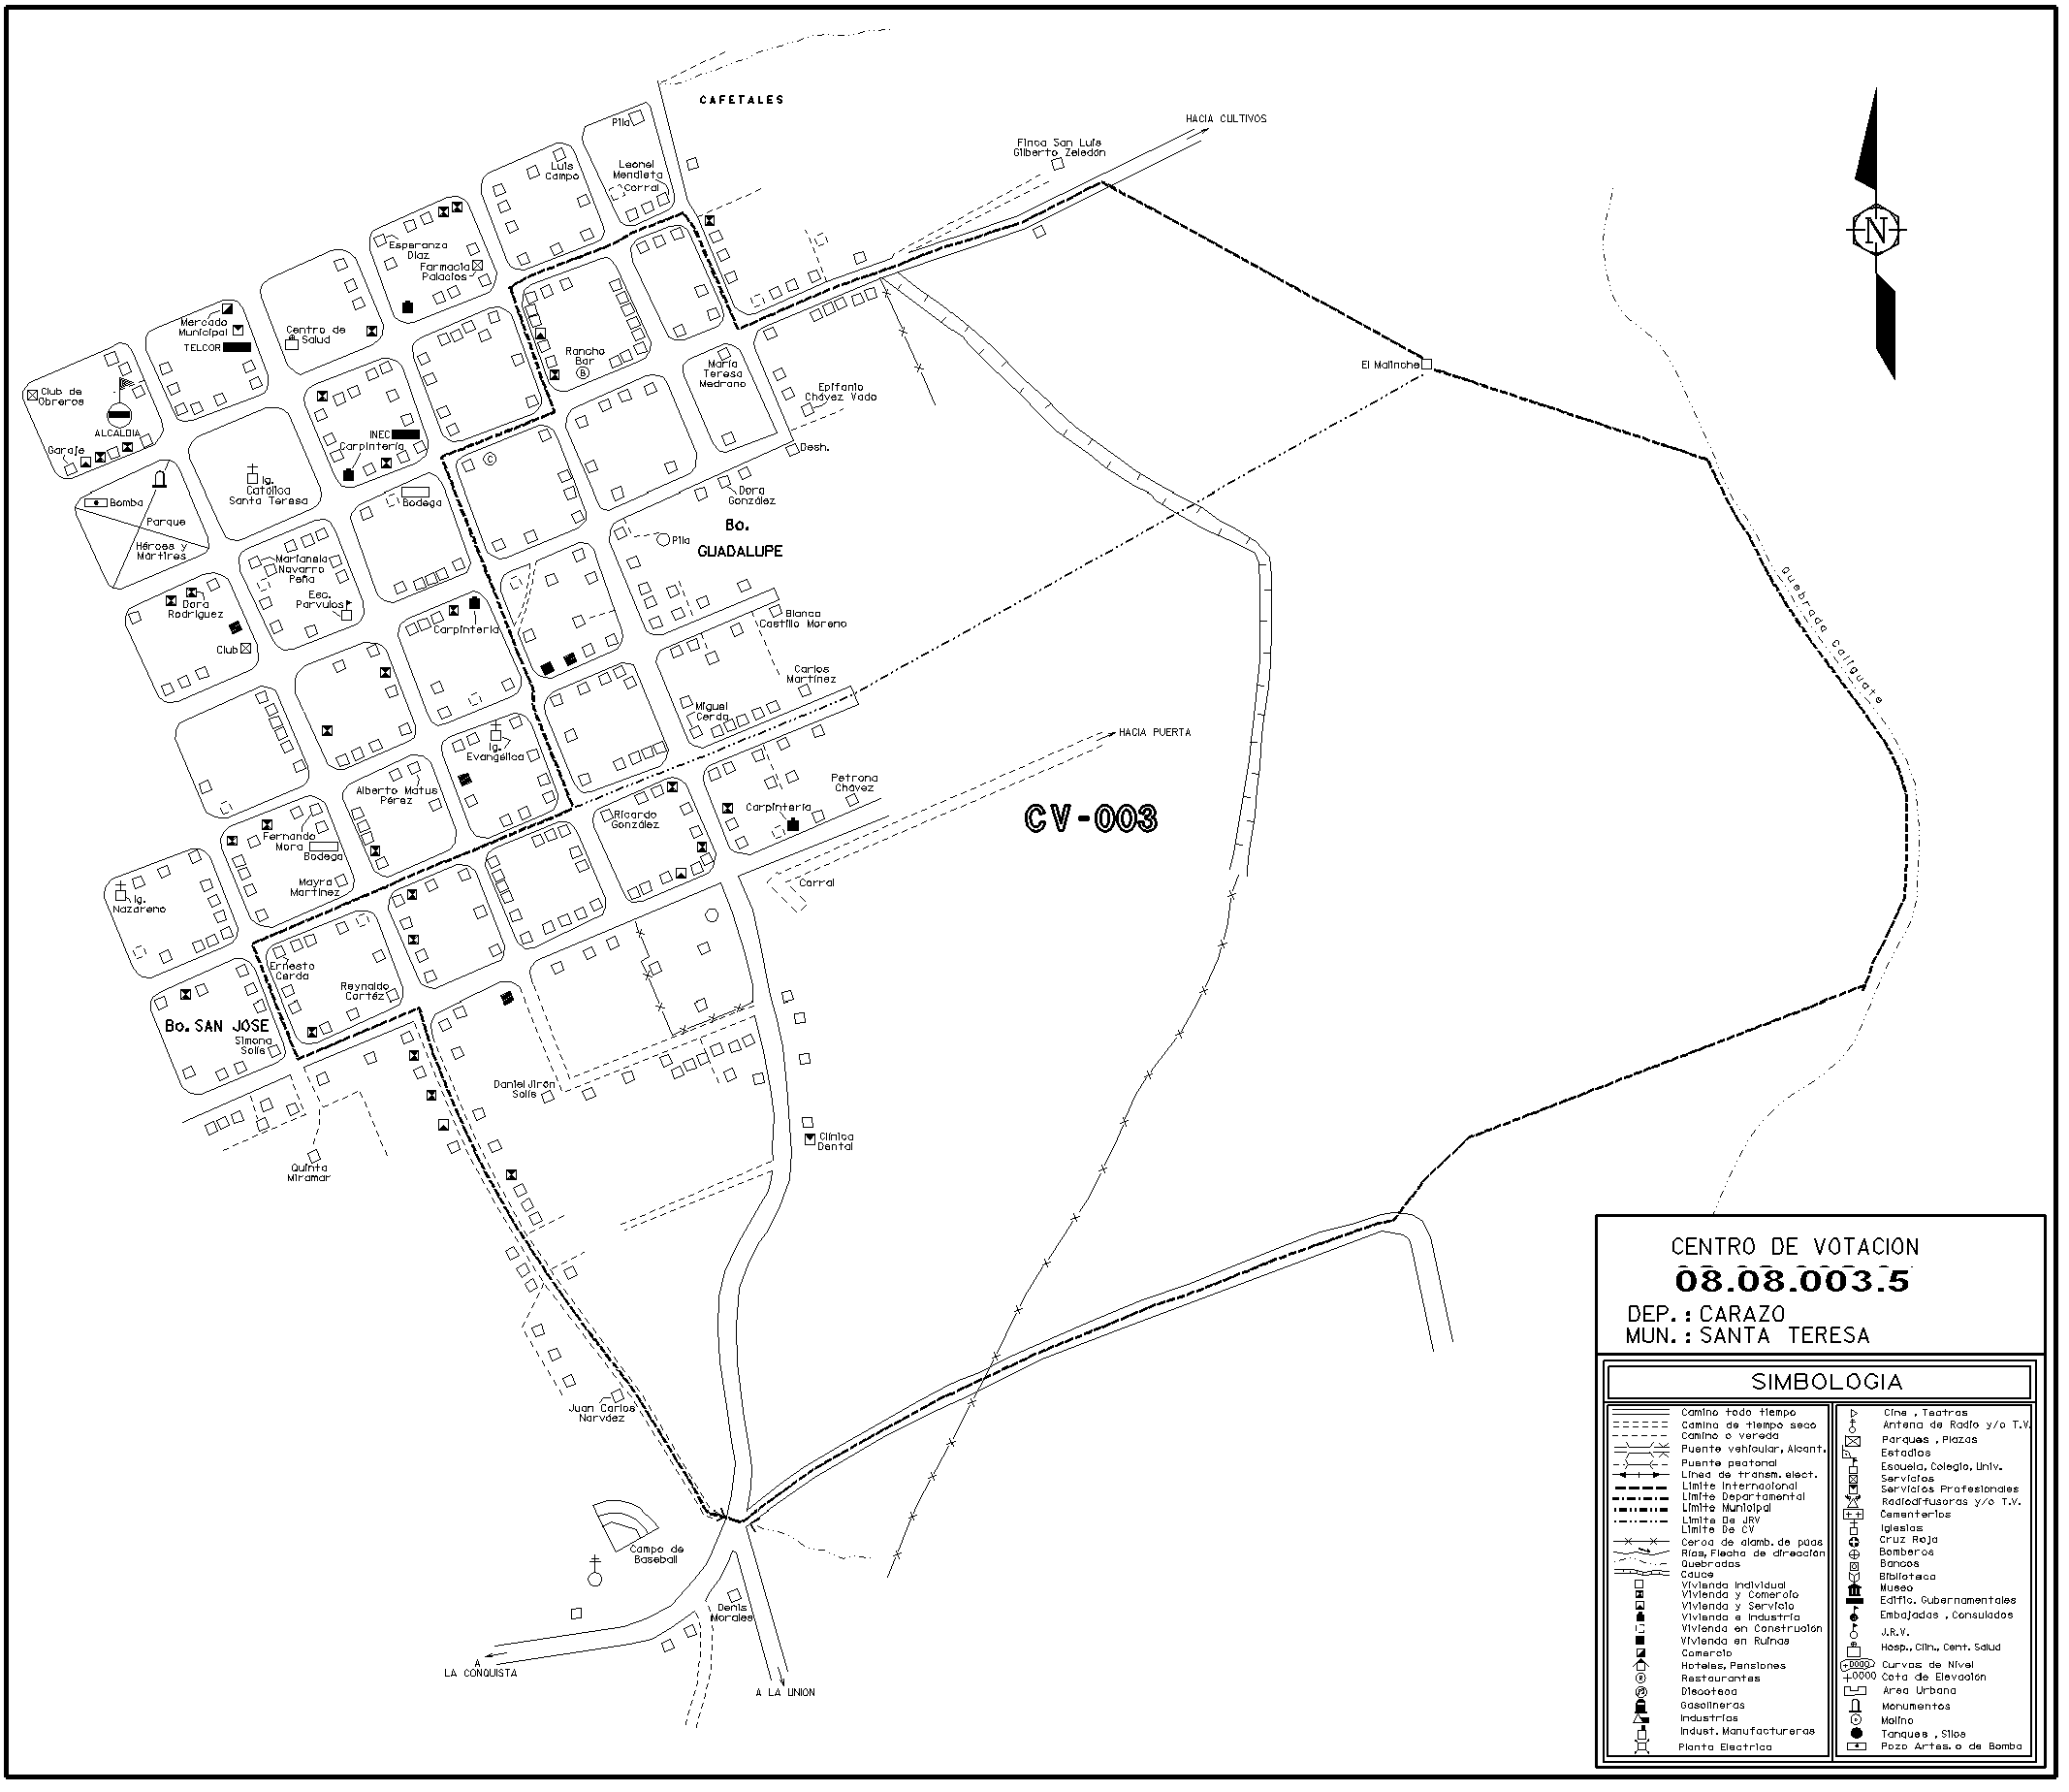 CAFETALES
HACIA CULTIVOS
Finca San Luis
Gilberto Zeledón
Pila
Luis
Campo
Leonel
Mendieta
Corral
N
Esperanza
Díaz
Farmacia
Palacios
Mercado
Municipal
TELCOR
Centro de
Salud
Rancho
Bar
B
María
Teresa
Medrano
El Malinche
Club de
Obreros
ALCALDIA
Garaje
Epifanio
Chávez Vado
INEC
Carpintería
Desh.
C
Ig.
Católica
Santa Teresa
Bodega
Dora
González
Bomba
Parque
Héroes y
Mártires
Bo.
GUADALUPE
Pila
Marianela
Navarro
Peña
Esc.
Parvulos
Dora
Rodríguez
Club
Carpintería
Blanca
Castillo Moreno
Quebrada Caliguate
Carlos
Martínez
Miguel
Cerda
HACIA PUERTA
Ig.
Evangélica
Alberto Matus
Pérez
Petrona
Chávez
Carpintería
Ricardo
González
CV-003
Fernando
Mora
Bodega
Mayra
Martínez
Corral
Ig.
Nazareno
Ernesto
Cerda
Reynaldo
Cortéz
Bo. SAN JOSE
Simona
Solís
Daniel Jirón
Solís
Clínica
Dental
Quinta
Miramar
Juan Carlos
Narváez
Campo de
Baseball
Denis
Morales
A
LA CONQUISTA
A LA UNION
CENTRO DE VOTACION
08.08.003.5
DEP.: CARAZO
MUN.: SANTA TERESA
SIMBOLOGIA
Camino todo tiempo
Camino de tiempo seco
Camino o vereda
Puente vehicular, Alcant.
Puente peatonal
Línea de transm. elect.
Límite Internacional
Límite Departamental
Límite Municipal
Límite De JRV
Límite De CV
Cerca de alamb. de púas
Ríos, Flecha de dirección
Quebradas
Cauce
Vivienda Individual
Vivienda y Comercio
Vivienda y Servicio
Vivienda e Industria
Vivienda en Construción
Vivienda en Ruinas
Comercio
Hoteles, Pensiones
Restaurantes
Discoteca
Gasolineras
Industrias
Indust. Manufactureras
Planta Electrica
Cine , Teatros
Antena de Radio y/o T.V.
Parques , Plazas
Estadios
Escuela, Colegio, Univ.
Servicios
Servicios Profesionales
Radiodifusoras y/o T.V.
Cementerios
Iglesias
Cruz Roja
Bomberos
Bancos
Biblioteca
Museo
Edific. Gubernamentales
Embajadas , Consulados
J.R.V.
Hosp., Clín., Cent. Salud
+0000 Curvas de Nivel
+0000 Cota de Elevación
Area Urbana
Monumentos
Molino
Tanques , Silos
Pozo Artes. o de Bomba